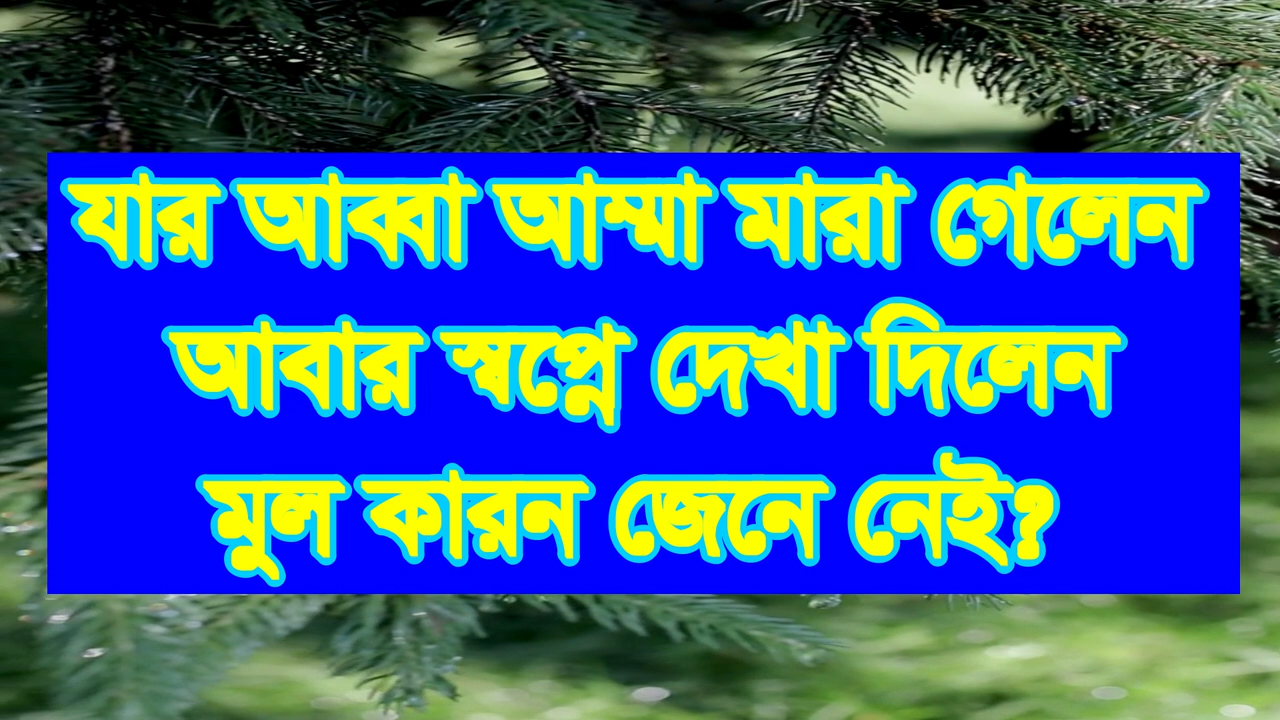 যার আব্বা আম্মা মারা গেলেন
আবার স্বপ্নে দেখা দিলেন
মুল কারন জেনে নেই?